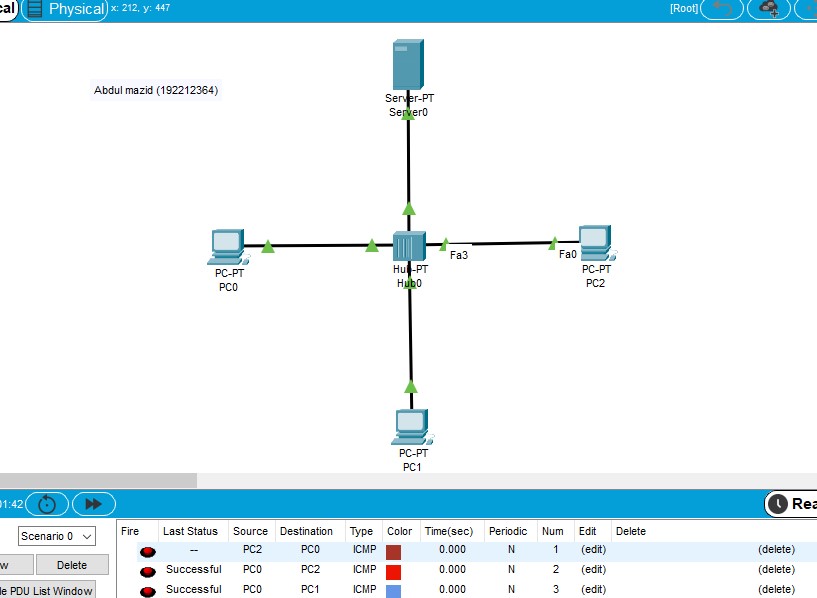 al Physical x: 212, y: 447 [Root]
Abdul mazid (192212364)
Server-PT
Server0
PC-PT
PC0
Hub-PT
Hub0
Fa3
Fa0
PC-PT
PC2
PC-PT
PC1
01:42 Rea
Scenario 0
w Delete
le PDU List Window
Fire Last Status Source Destination Type Color Time(sec) Periodic Num Edit Delete
-- PC2 PC0 ICMP 0.000 N 1 (edit) (delete)
Successful PC0 PC2 ICMP 0.000 N 2 (edit) (delete)
Successful PC0 PC1 ICMP 0.000 N 3 (edit) (delete)